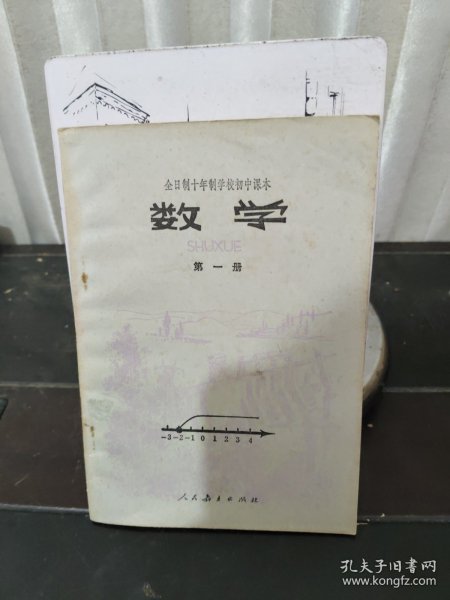 全日制十年制学校初中课本
数学
SHUXUE
第一册
-3-2-1 0 1 2 3 4
人民教育出版社
孔夫子旧书网
www.kongfz.com